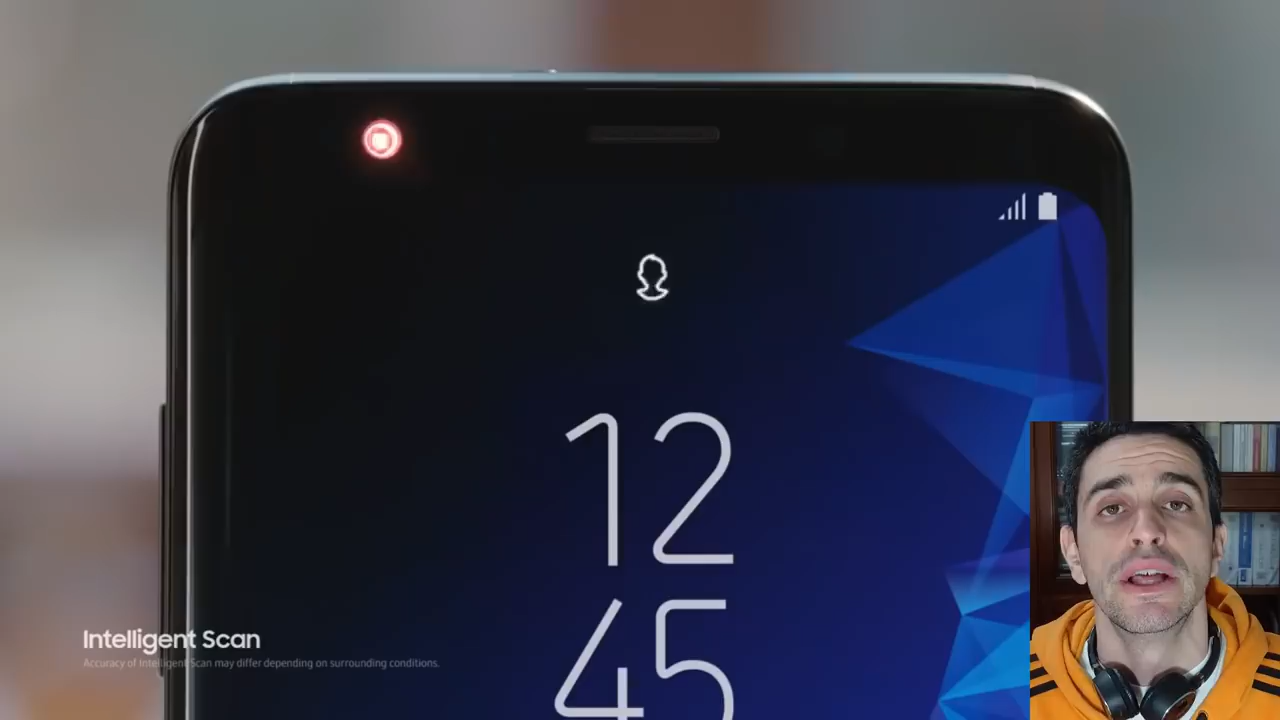 12
45
Intelligent Scan
Accuracy of Intelligent Scan may differ depending on surrounding conditions.